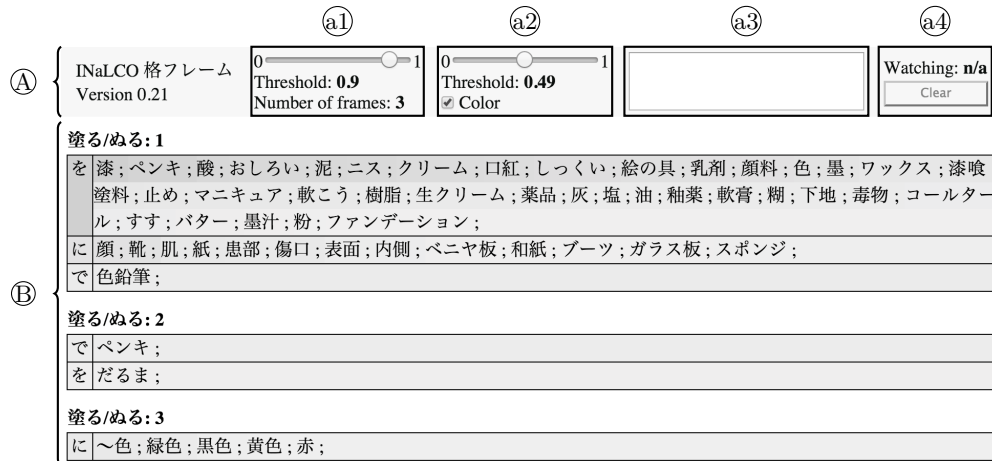 a1 a2 a3 a4
A
INaLCO 格フレーム
Version 0.21
0 1
Threshold: 0.9
Number of frames: 3
0 1
Threshold: 0.49
Color
Watching: n/a
Clear
B
塗る/ぬる: 1
を 漆 ; ペンキ ; 酸 ; おしろい ; 泥 ; ニス ; クリーム ; 口紅 ; しっくい ; 絵の具 ; 乳剤 ; 顔料 ; 色 ; 墨 ; ワックス ; 漆喰
塗料 ; 止め ; マニキュア ; 軟こう ; 樹脂 ; 生クリーム ; 薬品 ; 灰 ; 塩 ; 油 ; 釉薬 ; 軟膏 ; 糊 ; 下地 ; 毒物 ; コールター
ル ; すす ; バター ; 墨汁 ; 粉 ; ファンデーション ;
に 顔 ; 靴 ; 肌 ; 紙 ; 患部 ; 傷口 ; 表面 ; 内側 ; ベニヤ板 ; 和紙 ; ブーツ ; ガラス板 ; スポンジ ;
で 色鉛筆 ;
塗る/ぬる: 2
で ペンキ ;
を だるま ;
塗る/ぬる: 3
に 〜色 ; 緑色 ; 黒色 ; 黄色 ; 赤 ;